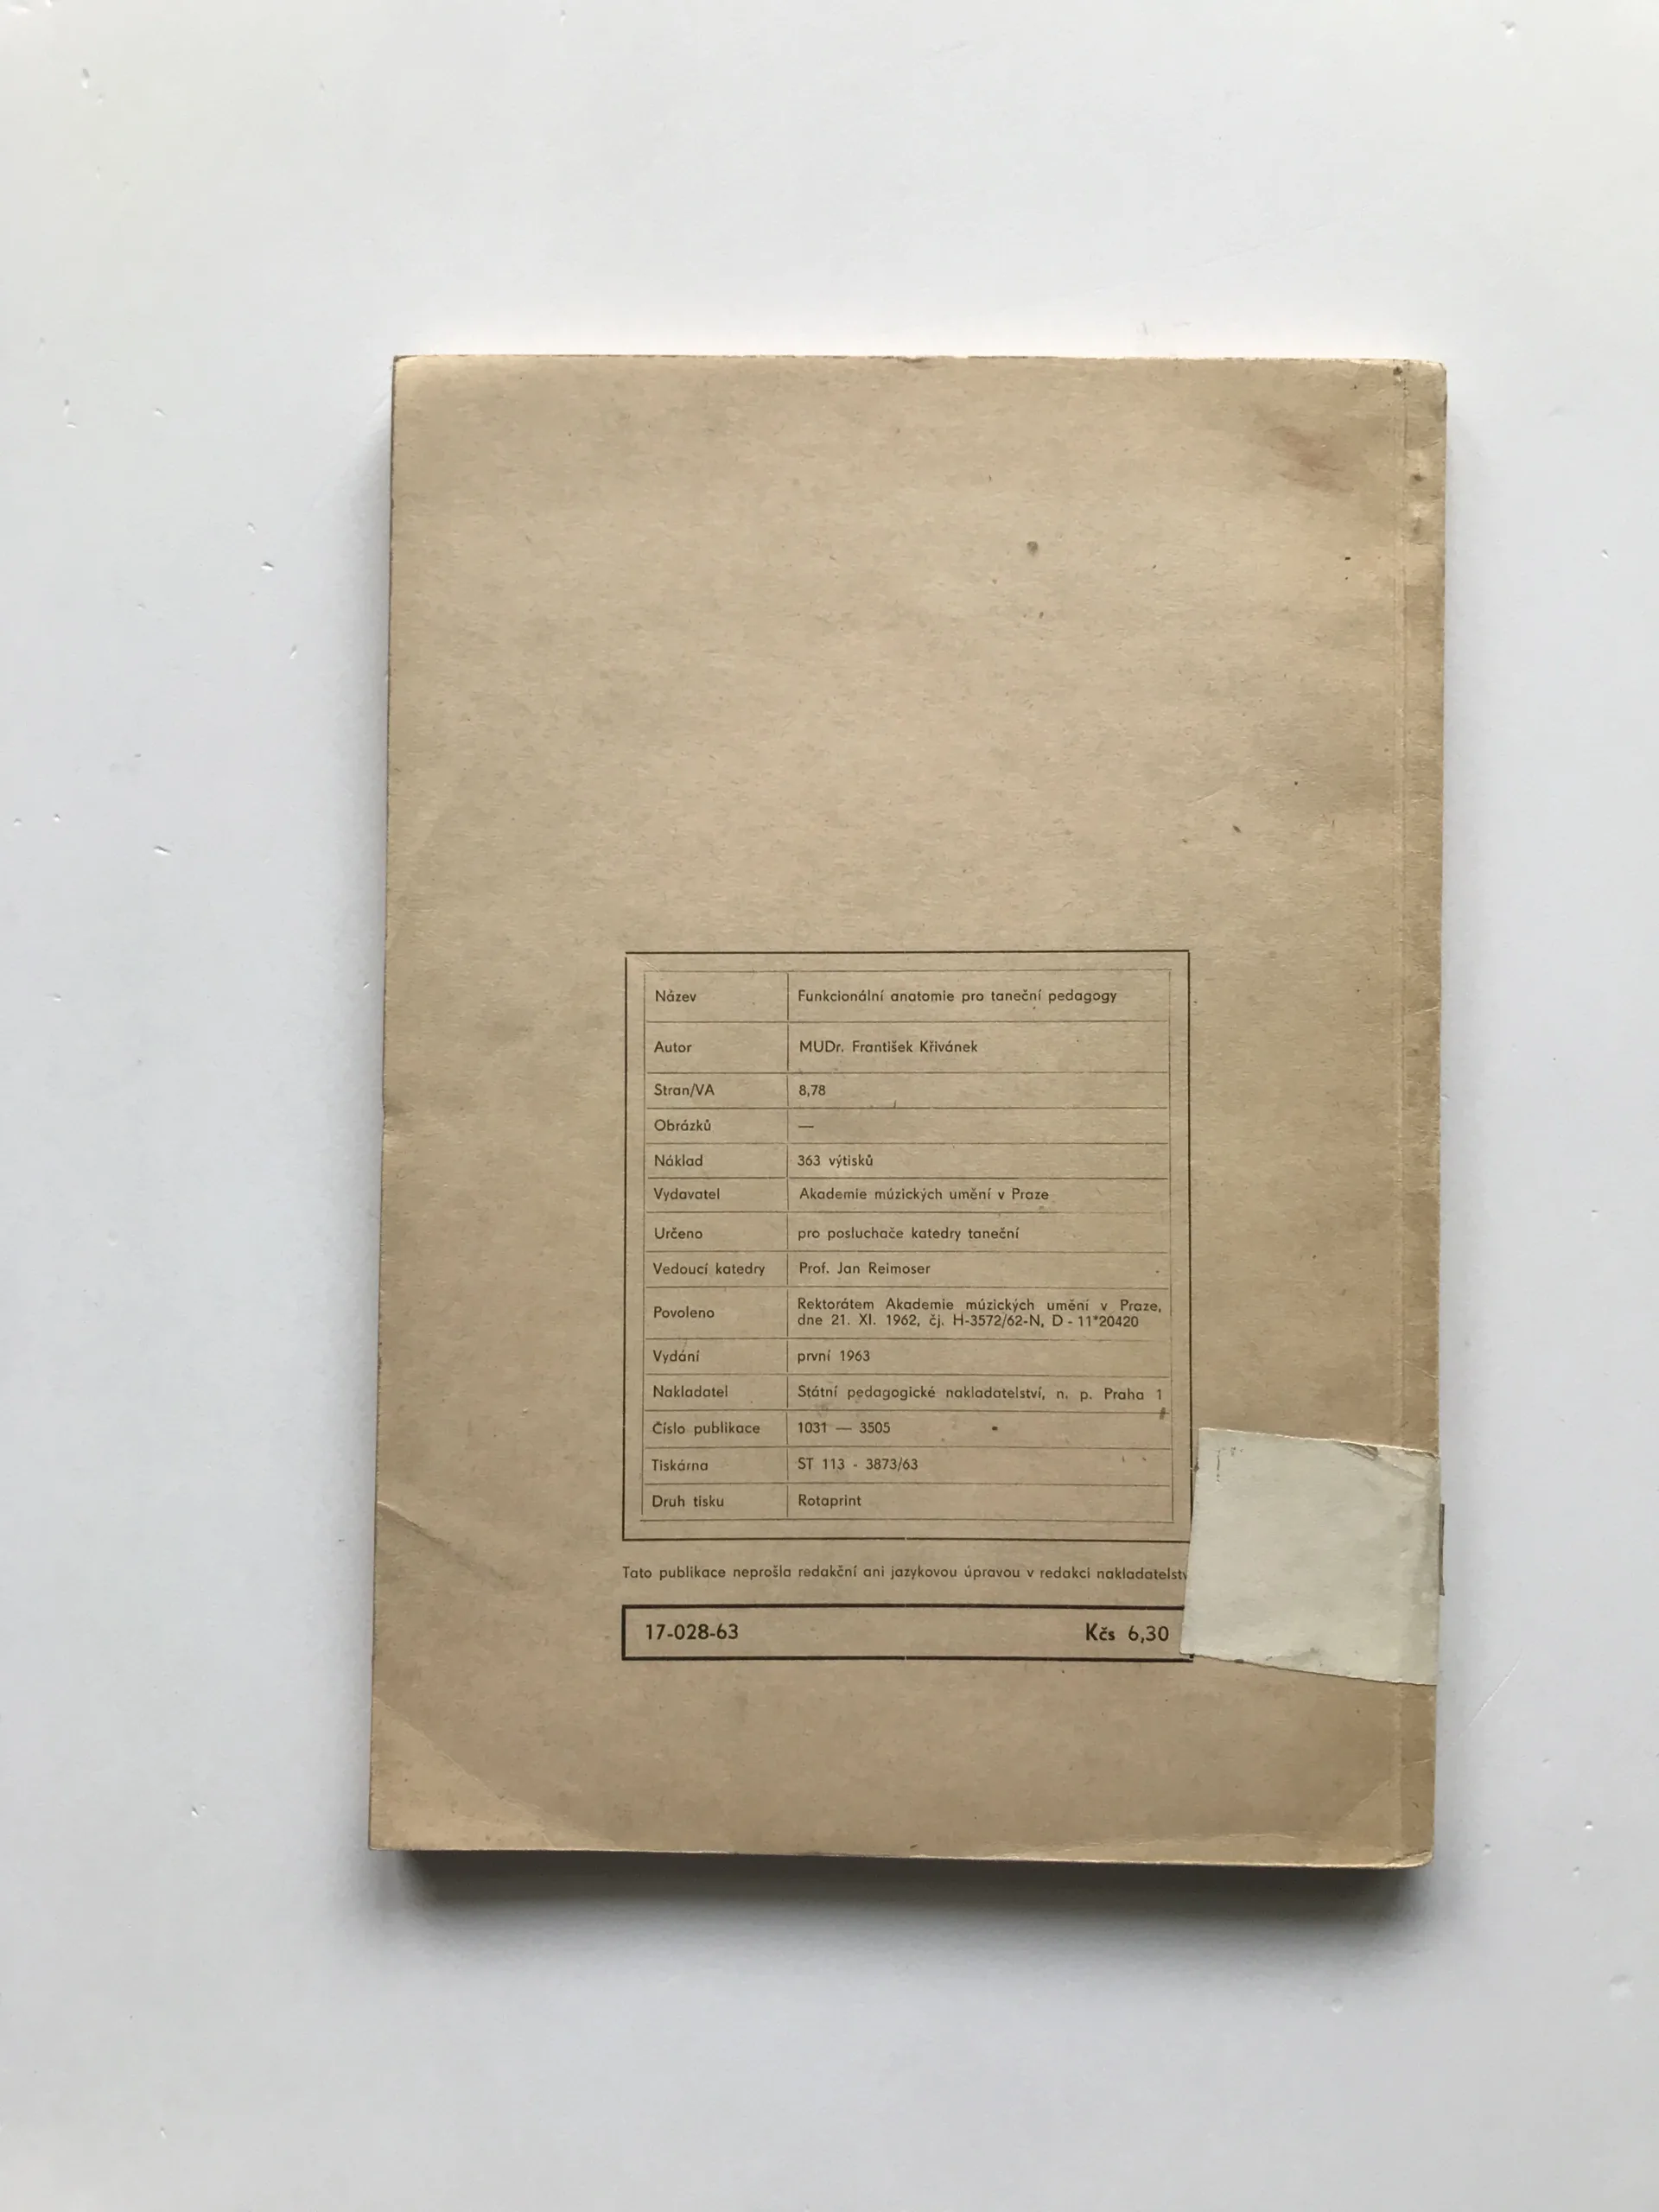 Název Funkcionální anatomie pro taneční pedagogy
Autor MUDr. František Křivánek
Stran/VA 8,78
Obrázků —
Náklad 363 výtisků
Vydavatel Akademie múzických umění v Praze
Určeno pro posluchače katedry taneční
Vedoucí katedry Prof. Jan Reimoser
Povoleno Rektorátem Akademie múzických umění v Praze,
dne 21. XI. 1962, čj. H-3572/62-N, D - 11*20420
Vydání první 1963
Nakladatel Státní pedagogické nakladatelství, n. p. Praha 1
Číslo publikace 1031 — 3505
Tiskárna ST 113 - 3873/63
Druh tisku Rotaprint
Tato publikace neprošla redakční ani jazykovou úpravou v redakci
17-028-63 Kčs 6,30